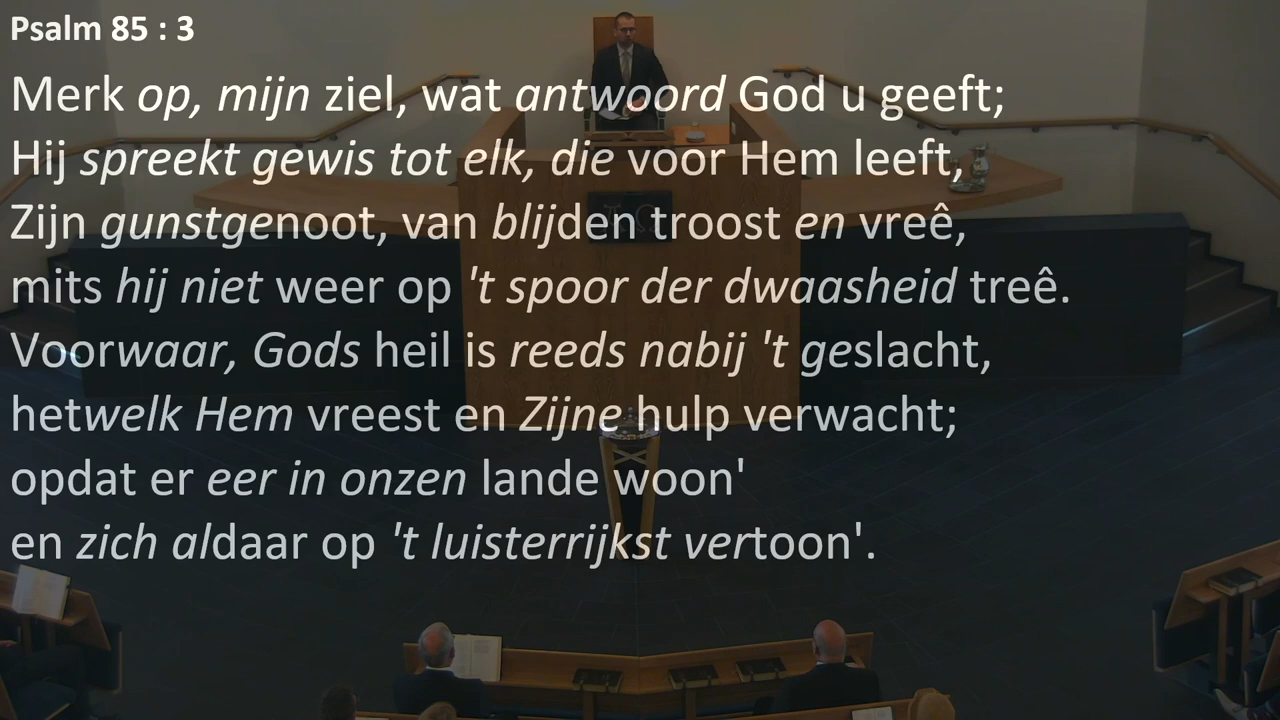 Psalm 85 : 3
Merk op, mijn ziel, wat antwoord God u geeft;
Hij spreekt gewis tot elk, die voor Hem leeft,
Zijn gunstgenoot, van blijden troost en vreê,
mits hij niet weer op 't spoor der dwaasheid treê.
Voorwaar, Gods heil is reeds nabij 't geslacht,
hetwelk Hem vreest en Zijne hulp verwacht;
opdat er eer in onzen lande woon'
en zich aldaar op 't luisterrijkst vertoon'.